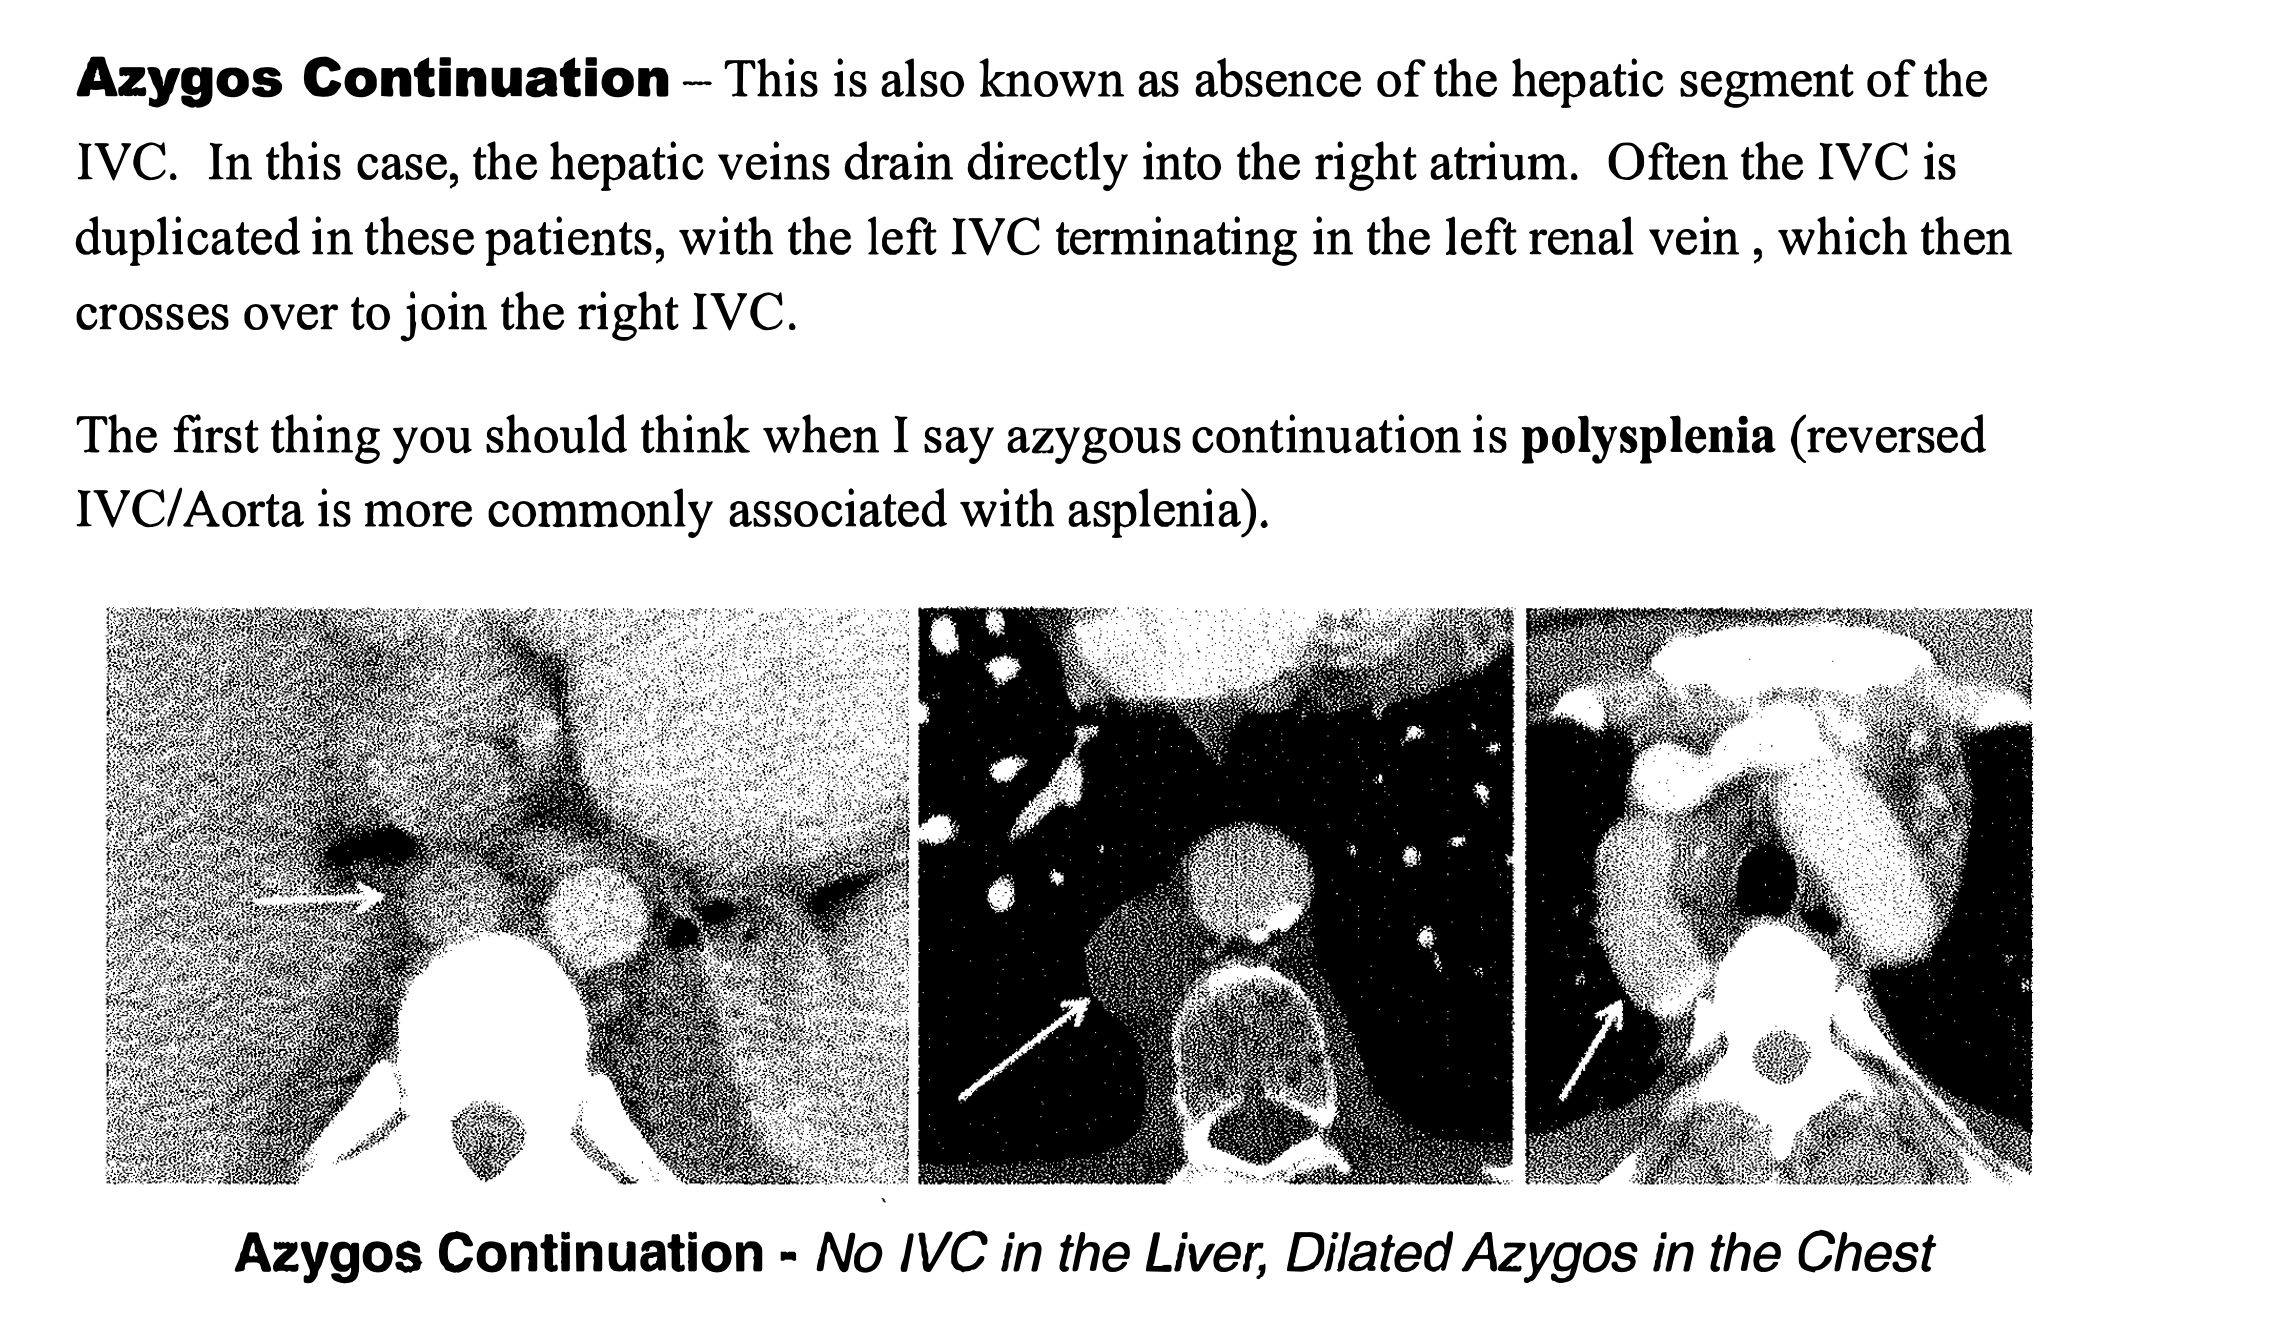 Azygos Continuation – This is also known as absence of the hepatic segment of the
IVC. In this case, the hepatic veins drain directly into the right atrium. Often the IVC is
duplicated in these patients, with the left IVC terminating in the left renal vein , which then
crosses over to join the right IVC.
The first thing you should think when I say azygous continuation is polysplenia (reversed
IVC/Aorta is more commonly associated with asplenia).
Azygos Continuation - No IVC in the Liver, Dilated Azygos in the Chest